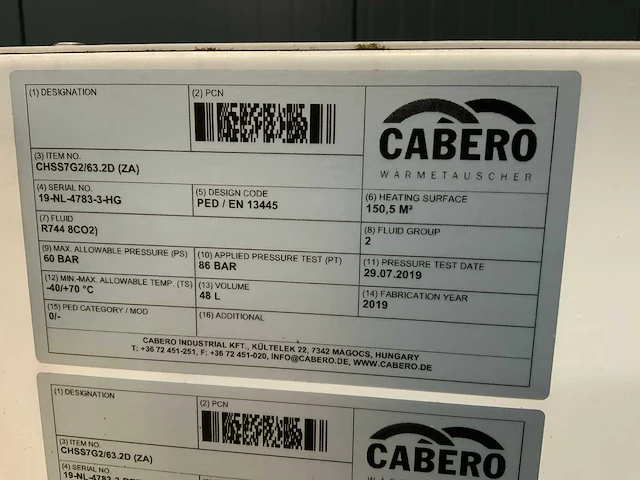 (1) DESIGNATION
(2) PCN
CABERO
WÄRMETAUSCHER
(3) ITEM NO.
CHSS7G2/63.2D (ZA)
(4) SERIAL NO.
19-NL-4783-3-HG
(5) DESIGN CODE
PED / EN 13445
(6) HEATING SURFACE
150,5 M²
(7) FLUID
R744 8CO2)
(8) FLUID GROUP
2
(9) MAX. ALLOWABLE PRESSURE (PS)
60 BAR
(10) APPLIED PRESSURE TEST (PT)
86 BAR
(11) PRESSURE TEST DATE
29.07.2019
(12) MIN.-MAX. ALLOWABLE TEMP. (TS)
-40/+70 °C
(13) VOLUME
48 L
(14) FABRICATION YEAR
2019
(15) PED CATEGORY / MOD
0/-
(16) ADDITIONAL
CABERO INDUSTRIAL KFT., KÜLTELEK 22, 7342 MAGOCS, HUNGARY
T: +36 72 451-251, F: +36 72 451-020, INFO@CABERO.DE, WWW.CABERO.DE
(1) DESIGNATION
(2) PCN
CABERO
(3) ITEM NO.
CHSS7G2/63.2D (ZA)
(4) SERIAL NO.